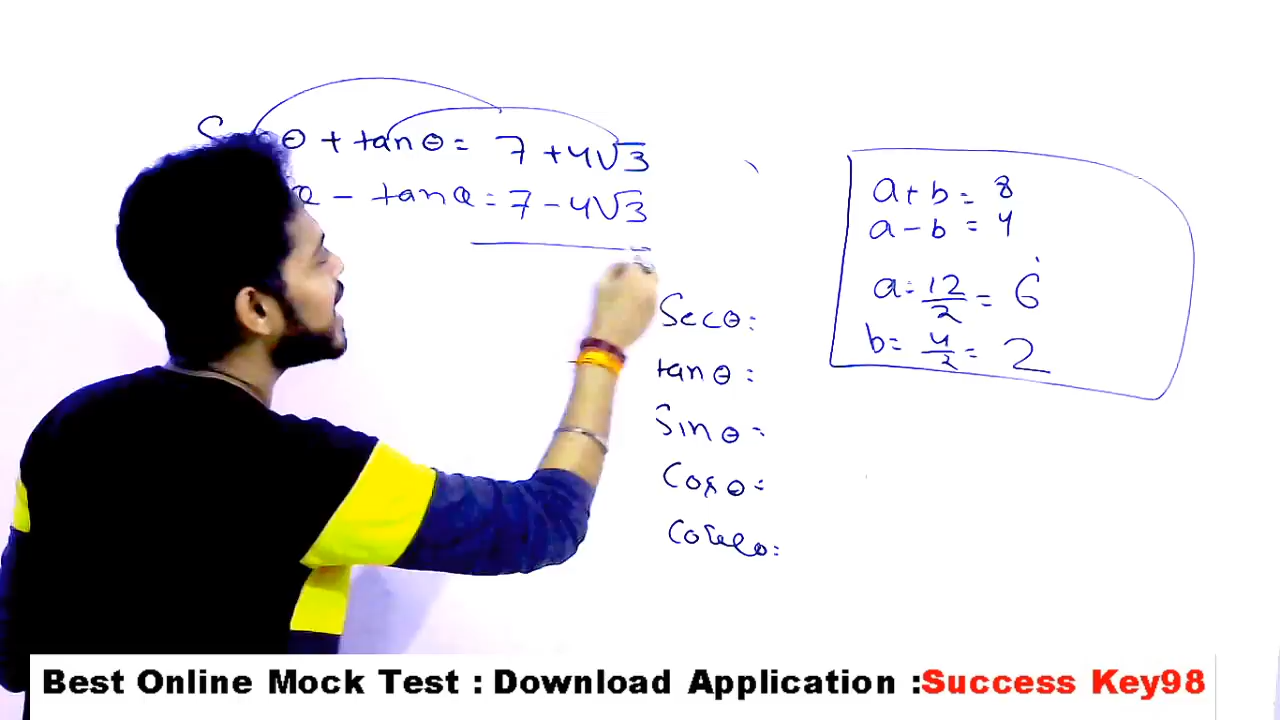 θ + tanθ = 7 + 4√3
θ - tanθ = 7 - 4√3
a + b = 8
a - b = 4
a = 12/2 = 6
b = 4/2 = 2
Secθ =
tanθ =
Sinθ =
Cosθ =
Cosecθ =
Best Online Mock Test : Download Application :Success Key98